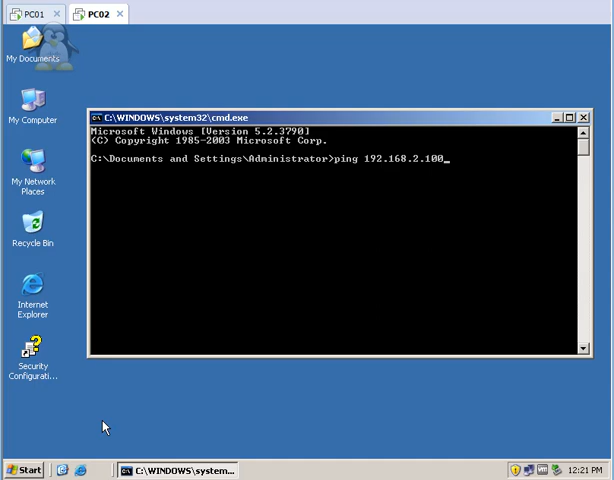 PC01
PC02
My Documents
My Computer
My Network
Places
Recycle Bin
Internet
Explorer
Security
Configurati...
C:\WINDOWS\system32\cmd.exe
Microsoft Windows [Version 5.2.3790]
(C) Copyright 1985-2003 Microsoft Corp.
C:\Documents and Settings\Administrator>ping 192.168.2.100_
Start
C:\WINDOWS\system...
12:21 PM